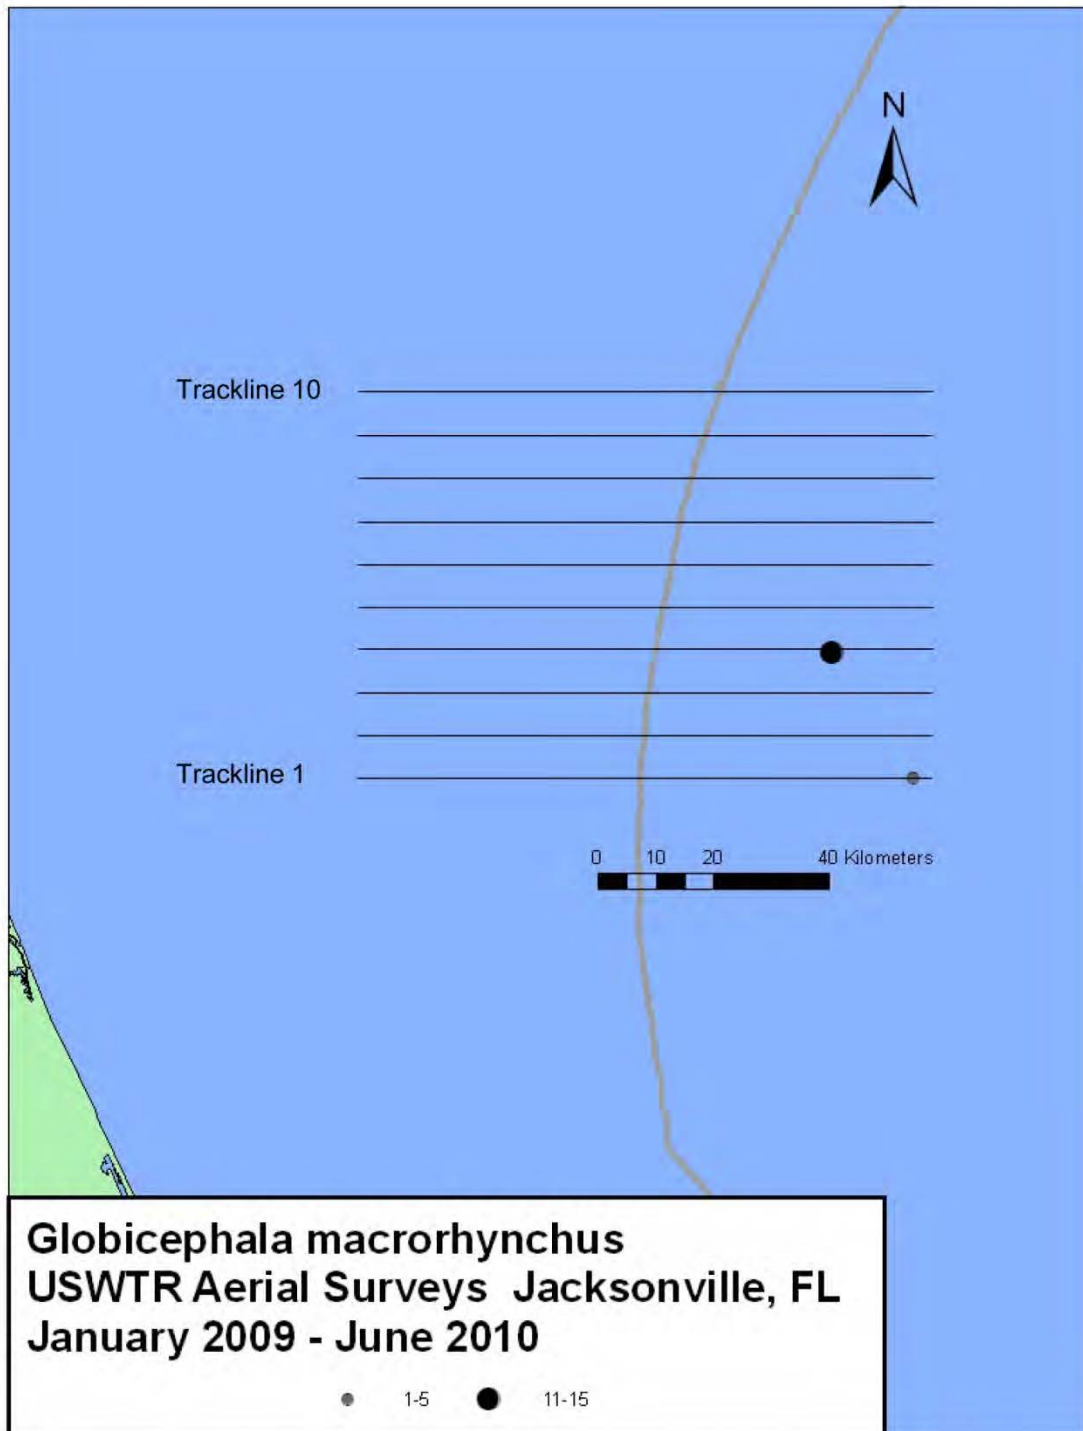 N
Trackline 10
Trackline 1
0 10 20 40 Kilometers
Globicephala macrorhynchus
USWTR Aerial Surveys Jacksonville, FL
January 2009 - June 2010
1-5 11-15